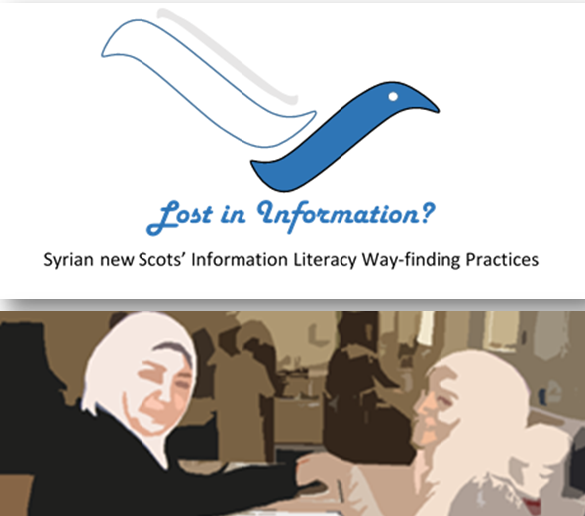 Lost in Information?
Syrian new Scots' Information Literacy Way-finding Practices